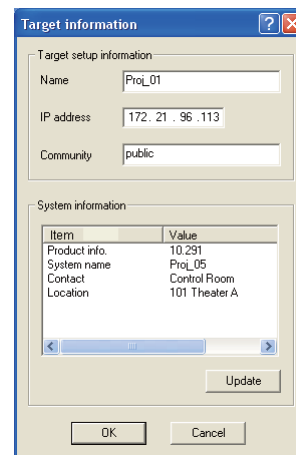 Target information
Target setup information
Name Proj_01
IP address 172. 21 . 96 .113
Community public
System information
Item Value
Product info. 10.291
System name Proj_05
Contact Control Room
Location 101 Theater A
Update
OK Cancel